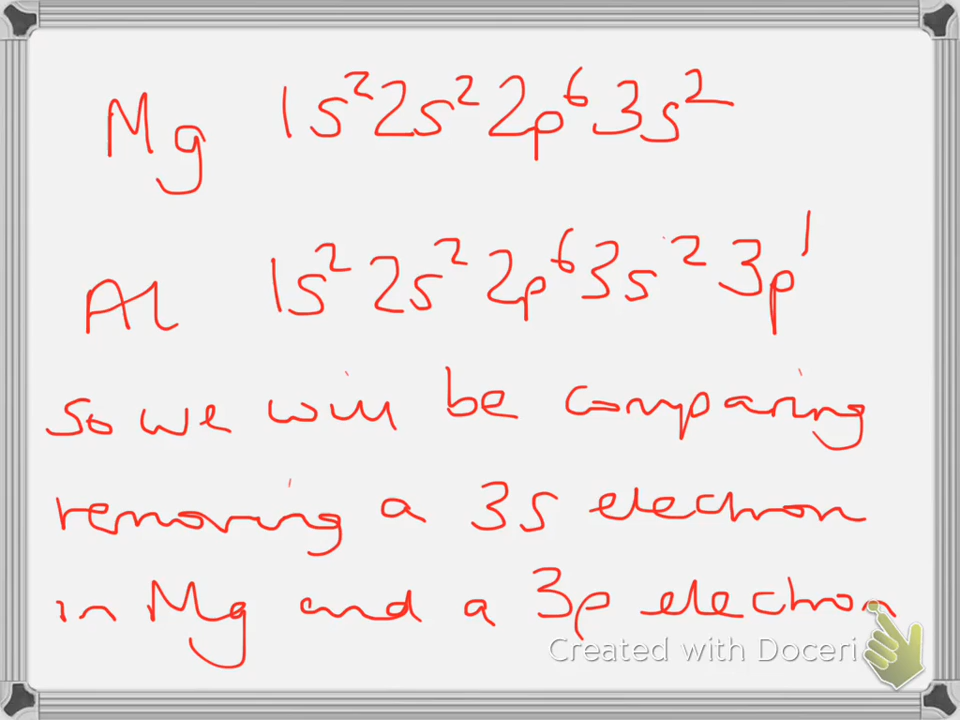 Mg 1s²2s²2p⁶3s²
Al 1s²2s²2p⁶3s²3p¹
so we will be comparing
removing a 3s electron
in Mg and a 3p electron
Created with Doceri